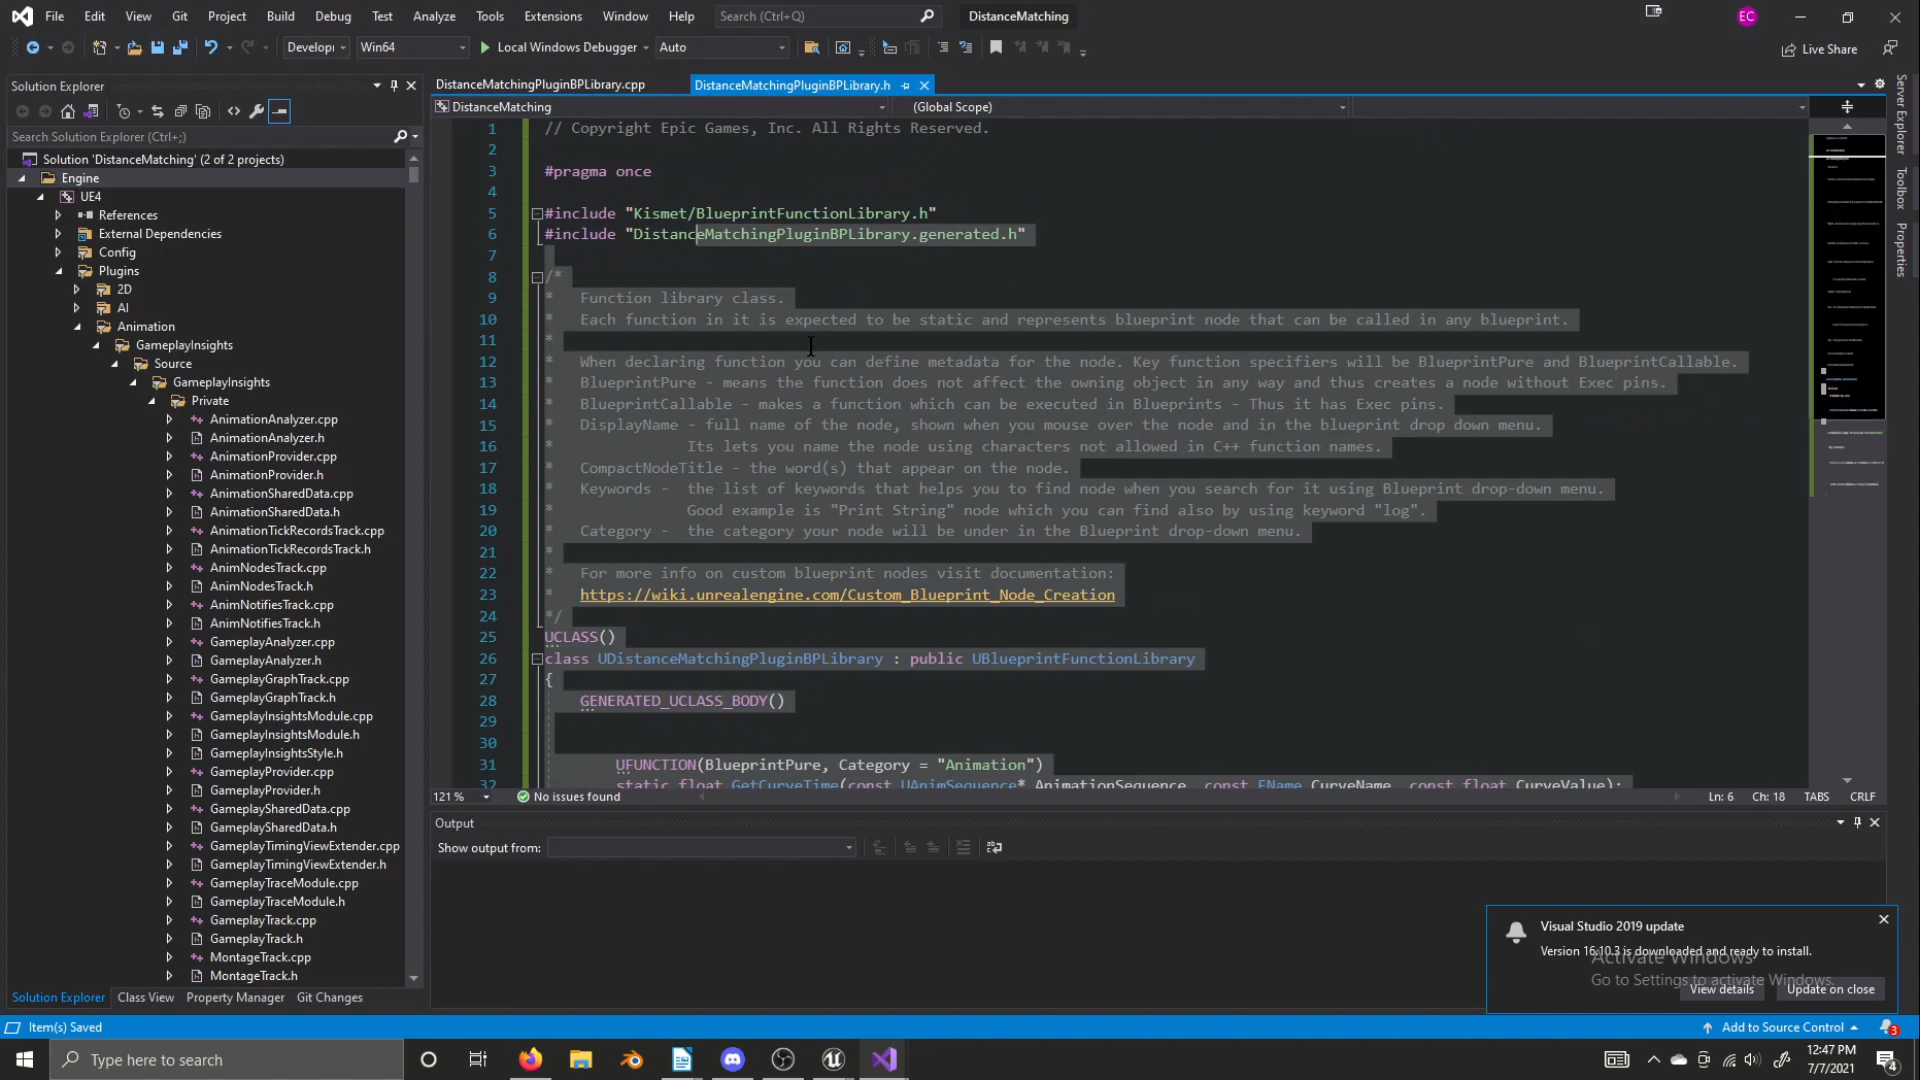 File Edit View Git Project Build Debug Test Analyze Tools Extensions Window Help Search (Ctrl+Q) DistanceMatching EC
Developi Win64 Local Windows Debugger Auto Live Share
Solution Explorer
Search Solution Explorer (Ctrl+;)
Solution 'DistanceMatching' (2 of 2 projects)
Engine
UE4
References
External Dependencies
Config
Plugins
2D
AI
Animation
GameplayInsights
Source
GameplayInsights
Private
AnimationAnalyzer.cpp
AnimationAnalyzer.h
AnimationProvider.cpp
AnimationProvider.h
AnimationSharedData.cpp
AnimationSharedData.h
AnimationTickRecordsTrack.cpp
AnimationTickRecordsTrack.h
AnimNodesTrack.cpp
AnimNodesTrack.h
AnimNotifiesTrack.cpp
AnimNotifiesTrack.h
GameplayAnalyzer.cpp
GameplayAnalyzer.h
GameplayGraphTrack.cpp
GameplayGraphTrack.h
GameplayInsightsModule.cpp
GameplayInsightsModule.h
GameplayInsightsStyle.h
GameplayProvider.cpp
GameplayProvider.h
GameplaySharedData.cpp
GameplaySharedData.h
GameplayTimingViewExtender.cpp
GameplayTimingViewExtender.h
GameplayTraceModule.cpp
GameplayTraceModule.h
GameplayTrack.cpp
GameplayTrack.h
MontageTrack.cpp
MontageTrack.h
Solution Explorer Class View Property Manager Git Changes
DistanceMatchingPluginBPLibrary.cpp DistanceMatchingPluginBPLibrary.h
DistanceMatching (Global Scope)
1 // Copyright Epic Games, Inc. All Rights Reserved.
2
3 #pragma once
4
5 #include "Kismet/BlueprintFunctionLibrary.h"
6 #include "DistanceMatchingPluginBPLibrary.generated.h"
7
8 /*
9 * Function library class.
10 * Each function in it is expected to be static and represents blueprint node that can be called in any blueprint.
11 *
12 * When declaring function you can define metadata for the node. Key function specifiers will be BlueprintPure and BlueprintCallable.
13 * BlueprintPure - means the function does not affect the owning object in any way and thus creates a node without Exec pins.
14 * BlueprintCallable - makes a function which can be executed in Blueprints - Thus it has Exec pins.
15 * DisplayName - full name of the node, shown when you mouse over the node and in the blueprint drop down menu.
16 Its lets you name the node using characters not allowed in C++ function names.
17 * CompactNodeTitle - the word(s) that appear on the node.
18 * Keywords - the list of keywords that helps you to find node when you search for it using Blueprint drop-down menu.
19 * Good example is "Print String" node which you can find also by using keyword "log".
20 * Category - the category your node will be under in the Blueprint drop-down menu.
21 *
22 * For more info on custom blueprint nodes visit documentation:
23 * https://wiki.unrealengine.com/Custom_Blueprint_Node_Creation
24 */
25 UCLASS()
26 class UDistanceMatchingPluginBPLibrary : public UBlueprintFunctionLibrary
27 {
28 GENERATED_UCLASS_BODY()
29
30
31 UFUNCTION(BlueprintPure, Category = "Animation")
32 static float GetCurveTime(const UAnimSequence* AnimationSequence, const FName CurveName, const float CurveValue);
121 % No issues found Ln: 6 Ch: 18 TABS CRLF
Output
Show output from:
Server Explorer
Toolbox
Properties
Visual Studio 2019 update
Version 16.10.3 is downloaded and ready to install.
Activate Windows
Go to Settings to activate Windows.
View details Update on close
Item(s) Saved Add to Source Control 3
Type here to search 12:47 PM
7/7/2021 4